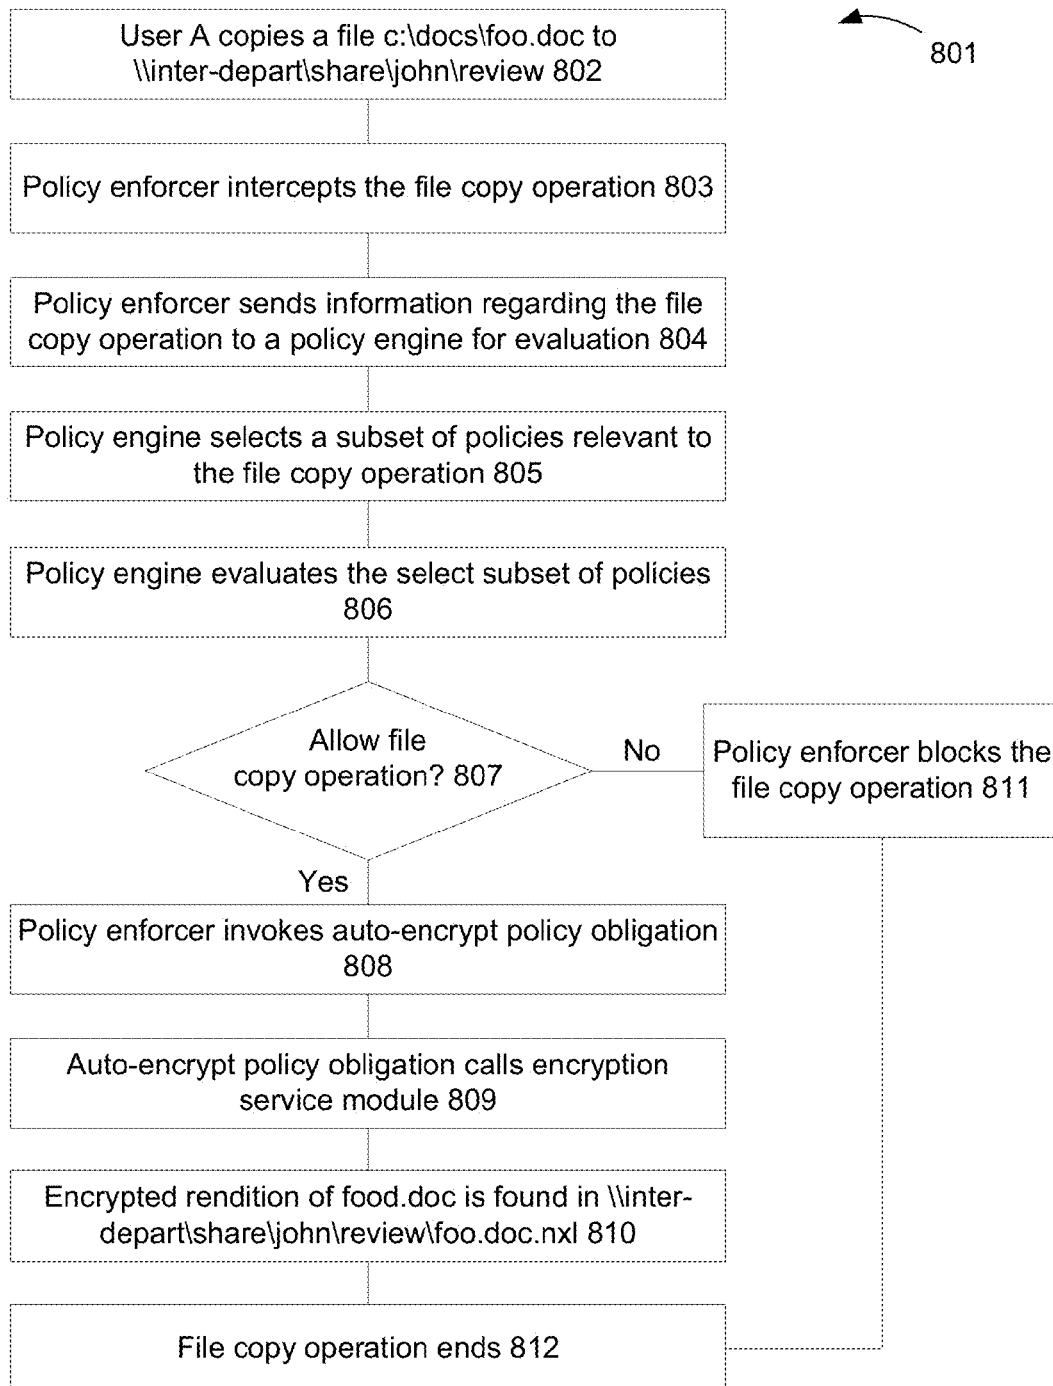 User A copies a file c:\docs\foo.doc to
\\inter-depart\share\john\review 802
801
Policy enforcer intercepts the file copy operation 803
Policy enforcer sends information regarding the file
copy operation to a policy engine for evaluation 804
Policy engine selects a subset of policies relevant to
the file copy operation 805
Policy engine evaluates the select subset of policies
806
Allow file
copy operation? 807
No
Policy enforcer blocks the
file copy operation 811
Yes
Policy enforcer invokes auto-encrypt policy obligation
808
Auto-encrypt policy obligation calls encryption
service module 809
Encrypted rendition of food.doc is found in \\inter-
depart\share\john\review\foo.doc.nxl 810
File copy operation ends 812